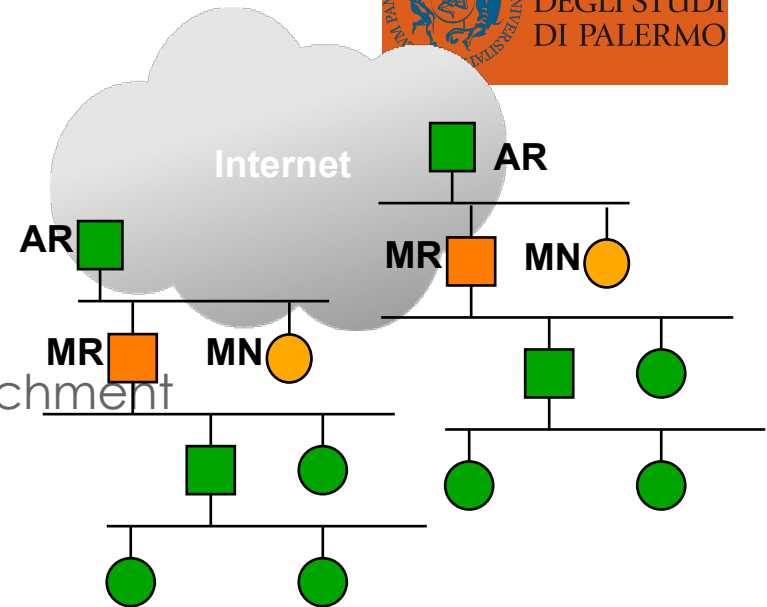 DEGLI STUDI
DI PALERMO
Internet
AR
AR
MR
MN
MR
MN
chment